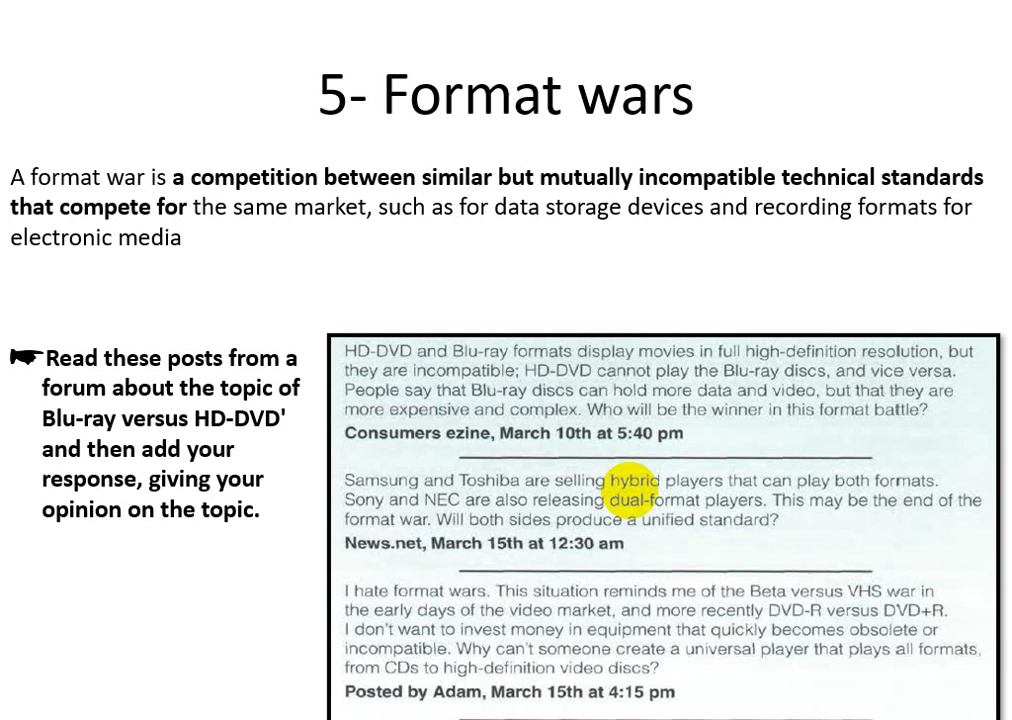 5- Format wars
A format war is a competition between similar but mutually incompatible technical standards
that compete for the same market, such as for data storage devices and recording formats for
electronic media
Read these posts from a
forum about the topic of
Blu-ray versus HD-DVD'
and then add your
response, giving your
opinion on the topic.
HD-DVD and Blu-ray formats display movies in full high-definition resolution, but
they are incompatible; HD-DVD cannot play the Blu-ray discs, and vice versa.
People say that Blu-ray discs can hold more data and video, but that they are
more expensive and complex. Who will be the winner in this format battle?
Consumers ezine, March 10th at 5:40 pm
Samsung and Toshiba are selling hybrid players that can play both formats.
Sony and NEC are also releasing dual-format players. This may be the end of the
format war. Will both sides produce a unified standard?
News.net, March 15th at 12:30 am
I hate format wars. This situation reminds me of the Beta versus VHS war in
the early days of the video market, and more recently DVD-R versus DVD+R.
I don't want to invest money in equipment that quickly becomes obsolete or
incompatible. Why can't someone create a universal player that plays all formats,
from CDs to high-definition video discs?
Posted by Adam, March 15th at 4:15 pm